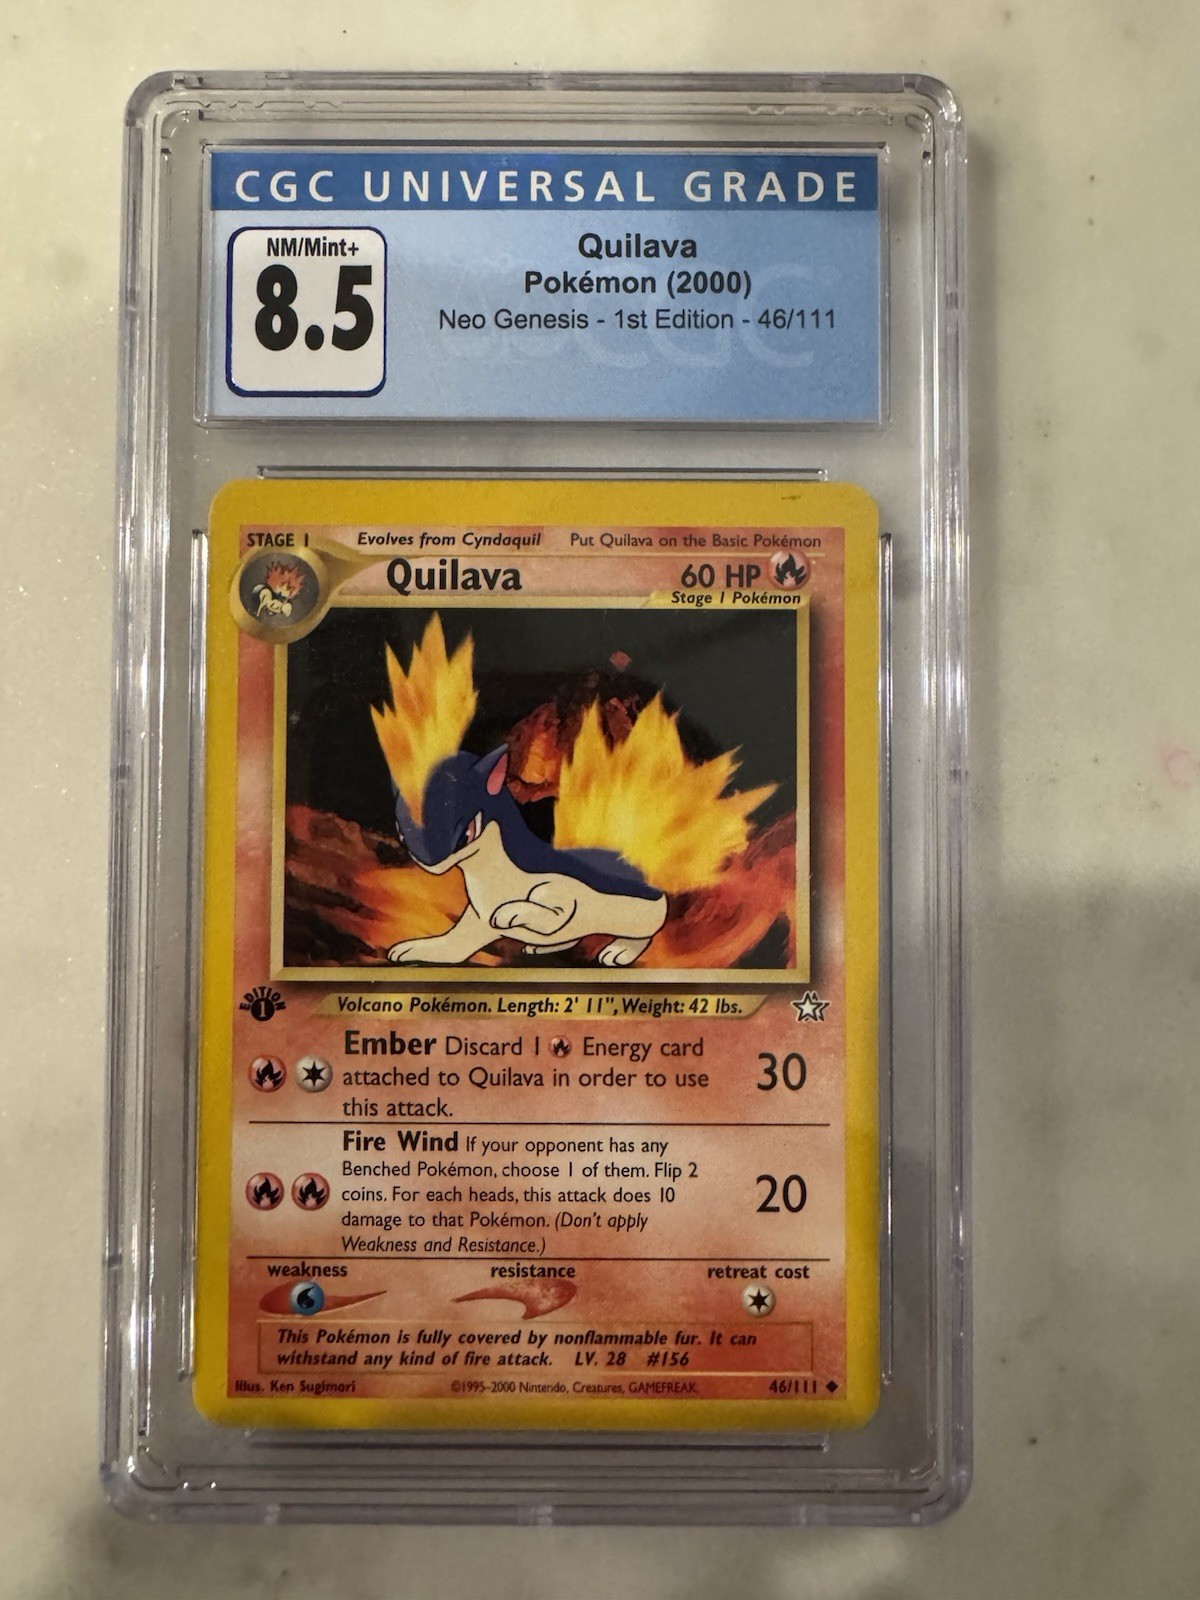 CGC UNIVERSAL GRADE
NM/Mint+
8.5
Quilava
Pokémon (2000)
Neo Genesis - 1st Edition - 46/111
CGC
STAGE 1 Evolves from Cyndaquil Put Quilava on the Basic Pokémon
Quilava 60 HP
Stage 1 Pokémon
EDITION
1
Volcano Pokémon. Length: 2' 11", Weight: 42 lbs.
Ember Discard 1 Energy card
attached to Quilava in order to use
this attack.
30
Fire Wind If your opponent has any
Benched Pokémon, choose 1 of them. Flip 2
coins. For each heads, this attack does 10
damage to that Pokémon. (Don't apply
Weakness and Resistance.)
20
weakness resistance retreat cost
This Pokémon is fully covered by nonflammable fur. It can
withstand any kind of fire attack. LV. 28 #156
Illus. Ken Sugimori ©1995-2000 Nintendo, Creatures, GAMEFREAK. 46/111